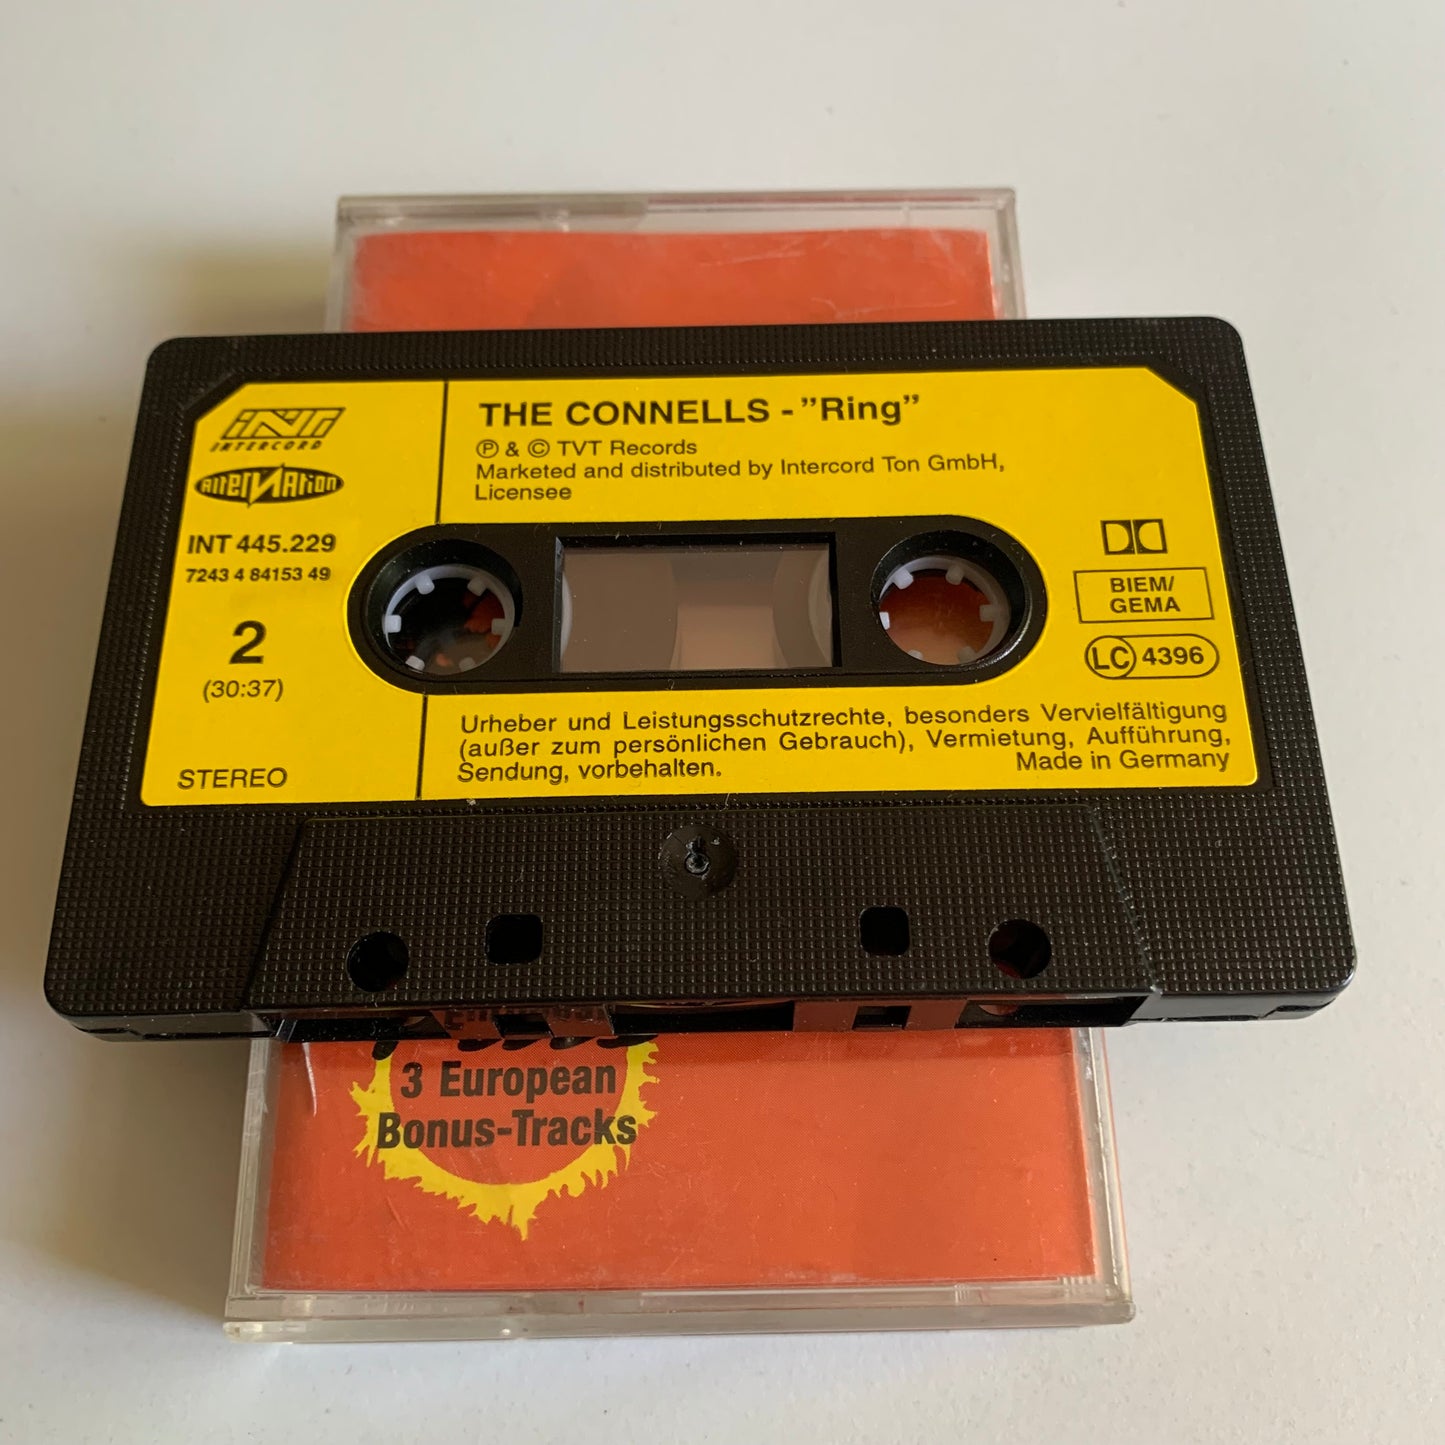 INT
INTERCORD
AlterNAtion
INT 445.229
7243 4 84153 49
2
(30:37)
STEREO
THE CONNELLS - ”Ring”
Ⓟ & © TVT Records
Marketed and distributed by Intercord Ton GmbH,
Licensee
BIEM/
GEMA
LC 4396
Urheber und Leistungsschutzrechte, besonders Vervielfältigung
(außer zum persönlichen Gebrauch), Vermietung, Aufführung,
Sendung, vorbehalten.
Made in Germany
3 European
Bonus-Tracks